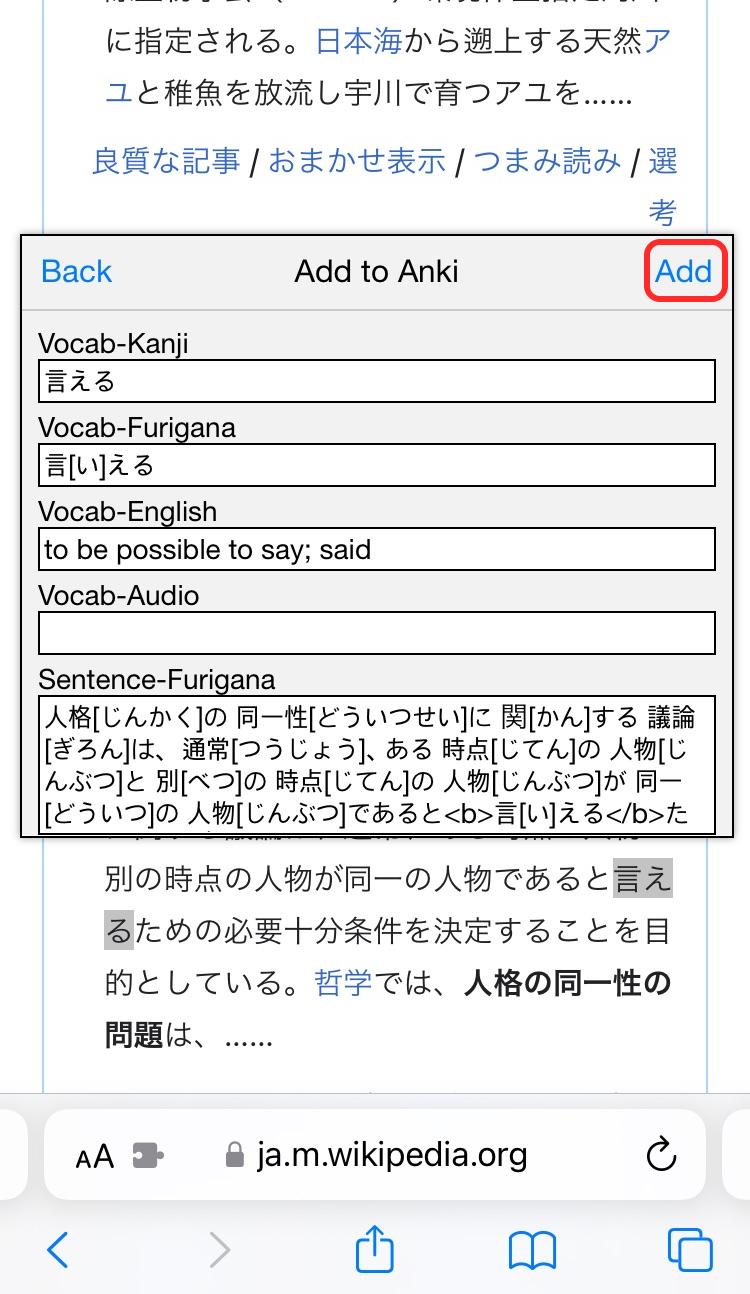 に指定される。日本海から遡上する天然ア
ユと稚魚を放流し宇川で育つアユを……
良質な記事 / おまかせ表示 / つまみ読み / 選
考
Back Add to Anki Add
Vocab-Kanji
言える
Vocab-Furigana
言[い]える
Vocab-English
to be possible to say; said
Vocab-Audio
Sentence-Furigana
人格[じんかく]の 同一性[どういつせい]に 関[かん]する 議論
[ぎろん]は、 通常[つうじょう]、ある 時点[じてん]の 人物[じ
んぶつ]と 別[べつ]の 時点[じてん]の 人物[じんぶつ]が 同一
[どういつ]の 人物[じんぶつ]であると<b>言[い]える</b>た
別の時点の人物が同一の人物であると言え
るための必要十分条件を決定することを目
的としている。哲学では、人格の同一性の
問題は、……
AA ja.m.wikipedia.org